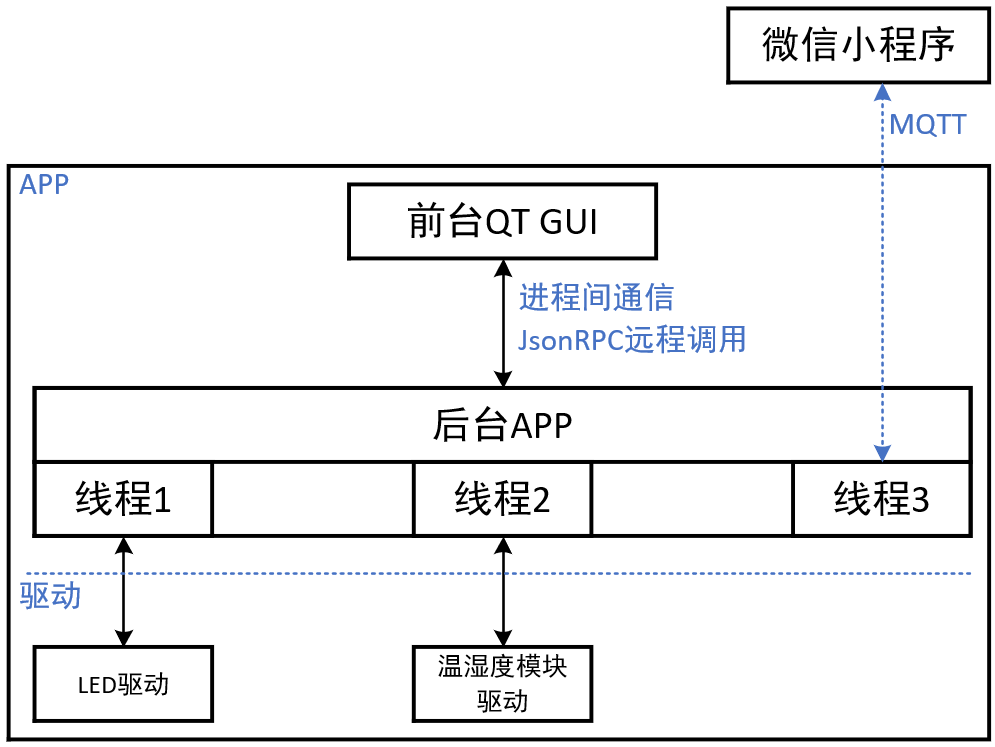 微信小程序
MQTT
APP
前台QT GUI
进程间通信
JsonRPC远程调用
后台APP
线程1
线程2
线程3
驱动
LED驱动
温湿度模块
驱动